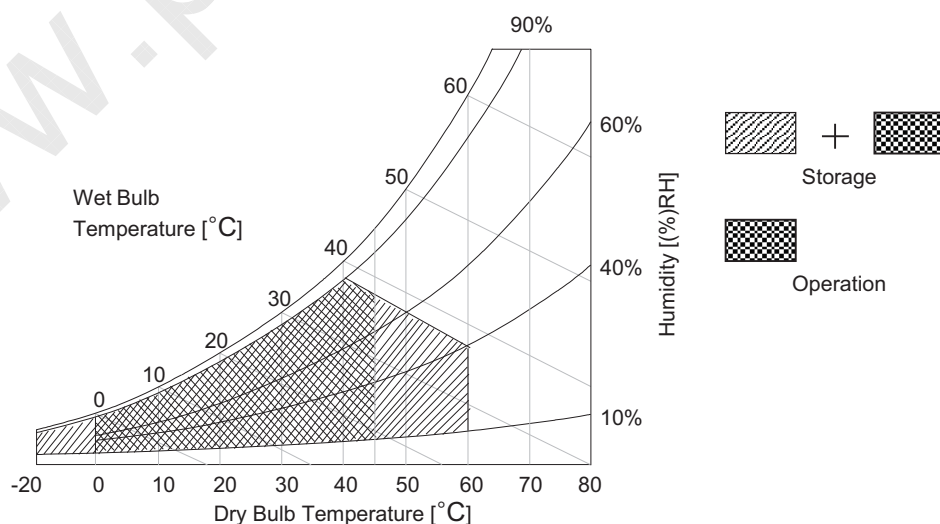 90%
60
60%
50
Wet Bulb
Temperature [°C]
40
30
20
10
0
40%
10%
Humidity [(%)RH]
-20 0 10 20 30 40 50 60 70 80
Dry Bulb Temperature [°C]
+
Storage
Operation